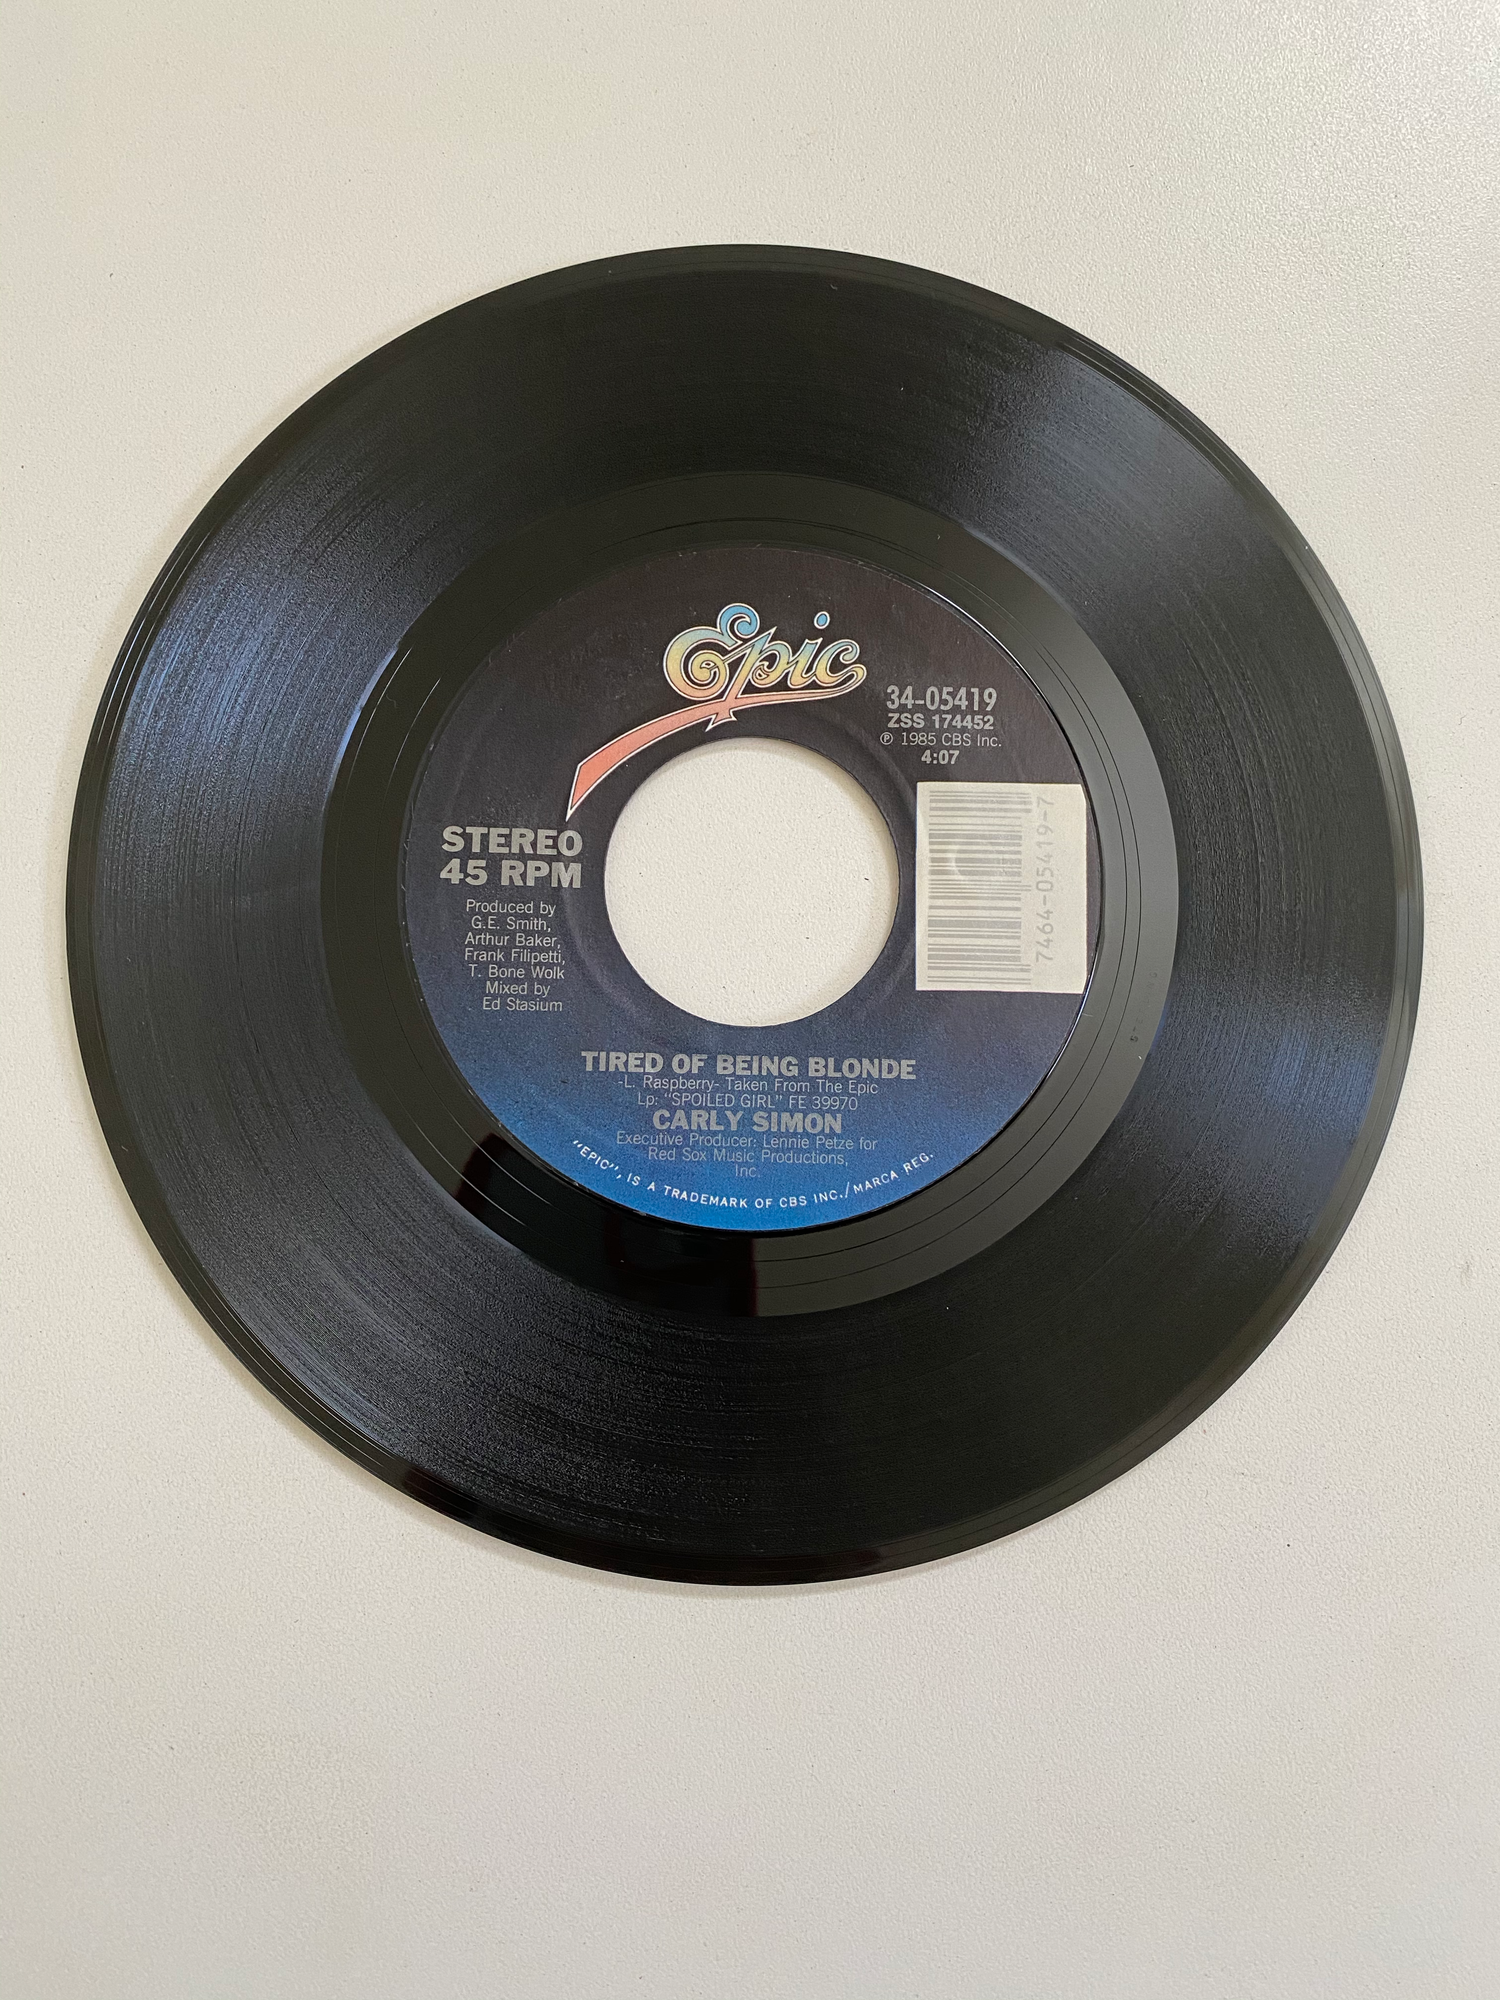 Epic
34-05419
ZSS 174452
℗ 1985 CBS Inc.
4:07
7464-05419-7
STEREO
45 RPM
Produced by
G.E. Smith,
Arthur Baker,
Frank Filipetti,
T. Bone Wolk
Mixed by
Ed Stasium
TIRED OF BEING BLONDE
-L. Raspberry- Taken From The Epic
Lp: "SPOILED GIRL" FE 39970
CARLY SIMON
Executive Producer: Lennie Petze for
Red Sox Music Productions,
Inc.
"EPIC", IS A TRADEMARK OF CBS INC./MARCA REG.